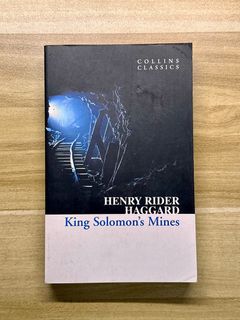 COLLINS
CLASSICS
HENRY RIDER
HAGGARD
King Solomon's Mines